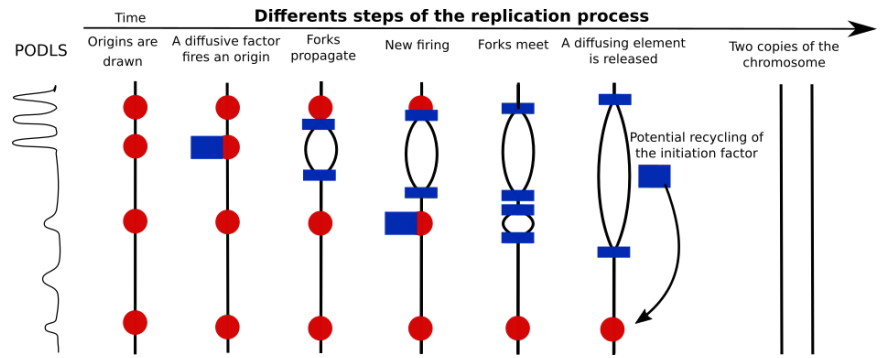 Differents steps of the replication process
Time
PODLS
Origins are
drawn
A diffusive factor
fires an origin
Forks
propagate
New firing
Forks meet
A diffusing element
is released
Two copies of the
chromosome
Potential recycling of
the initiation factor